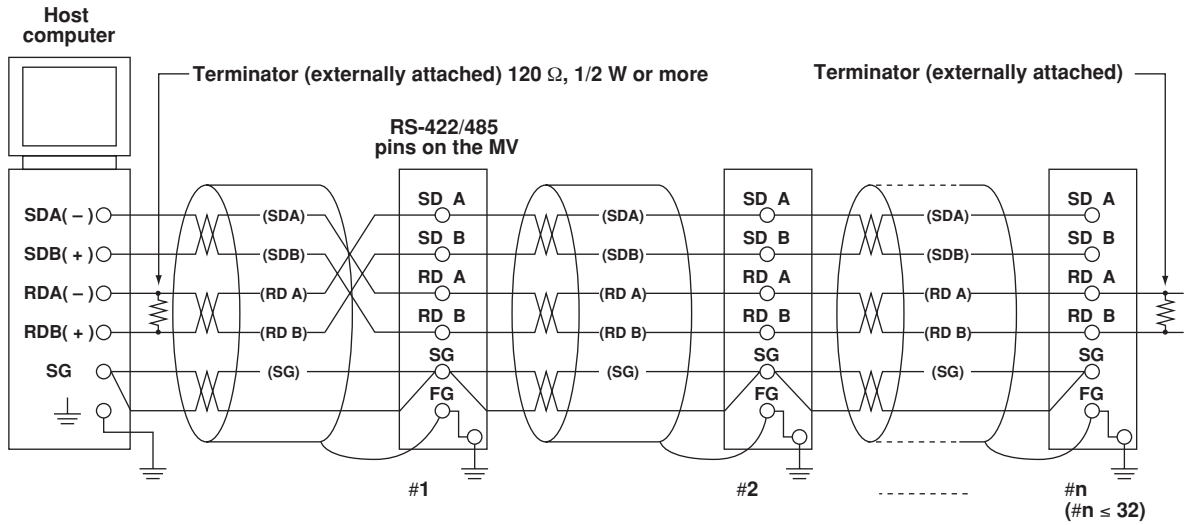 Host
computer
Terminator (externally attached) 120 Ω, 1/2 W or more
Terminator (externally attached)
RS-422/485
pins on the MV
SDA( – ) (SDA) SD A (SDA) SD A (SDA) SD A
SDB( + ) (SDB) SD B (SDB) SD B (SDB) SD B
RDA( – ) (RD A) RD A (RD A) RD A (RD A) RD A
RDB( + ) (RD B) RD B (RD B) RD B (RD B) RD B
SG (SG) SG (SG) SG (SG) SG
FG FG FG
#1 #2 #n
(#n ≤ 32)